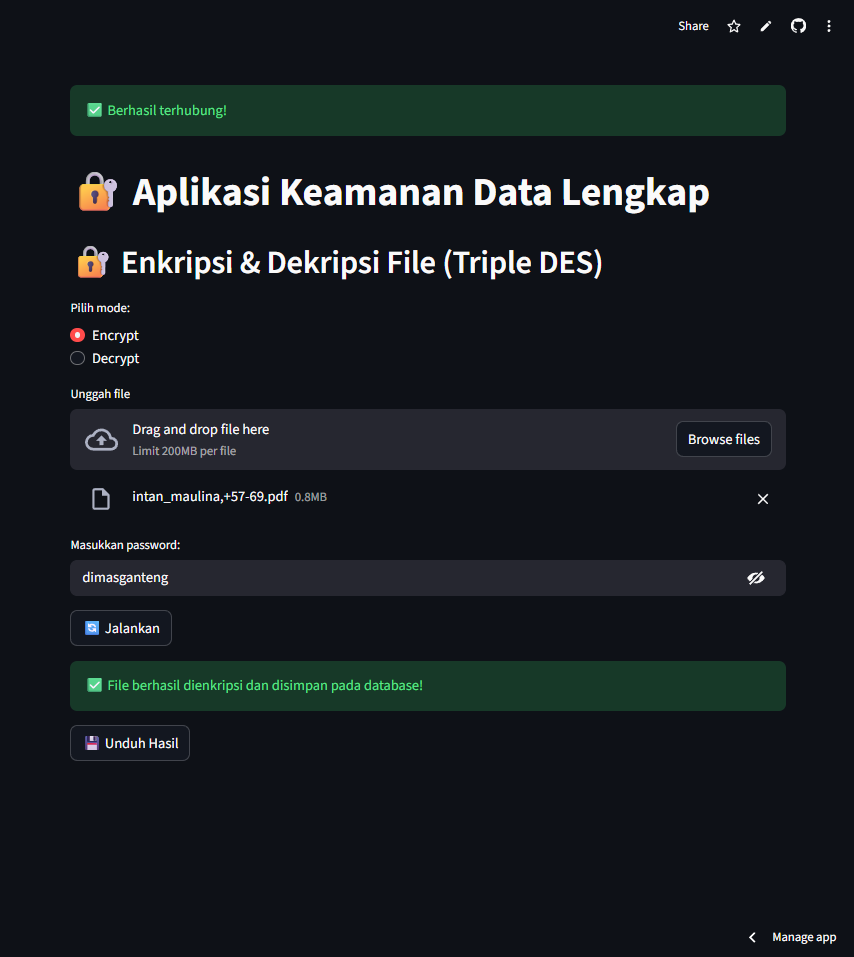 Share
✅ Berhasil terhubung!
🔐 Aplikasi Keamanan Data Lengkap
🔐 Enkripsi & Dekripsi File (Triple DES)
Pilih mode:
Encrypt
Decrypt
Unggah file
Drag and drop file here
Limit 200MB per file
Browse files
intan_maulina,+57-69.pdf 0.8MB
Masukkan password:
dimasganteng
🔄 Jalankan
✅ File berhasil dienkripsi dan disimpan pada database!
💾 Unduh Hasil
Manage app